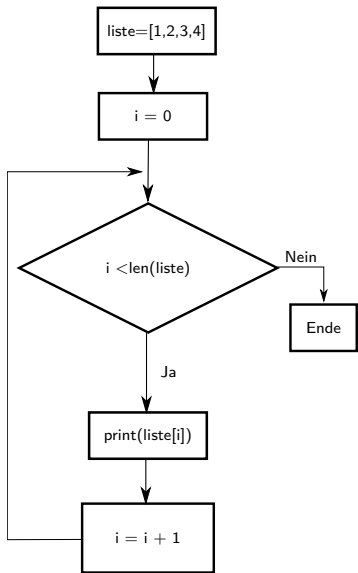 liste=[1,2,3,4]
i = 0
i <len(liste)
Nein
Ende
Ja
print(liste[i])
i = i + 1